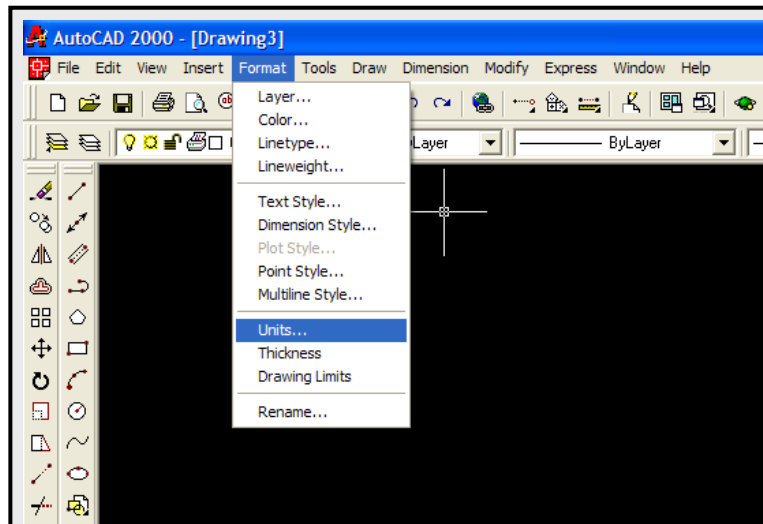 AutoCAD 2000 - [Drawing3]
File Edit View Insert Format Tools Draw Dimension Modify Express Window Help
Layer...
Color...
Linetype...
Lineweight...
Text Style...
Dimension Style...
Plot Style...
Point Style...
Multiline Style...
Units...
Thickness
Drawing Limits
Rename...
ByLayer